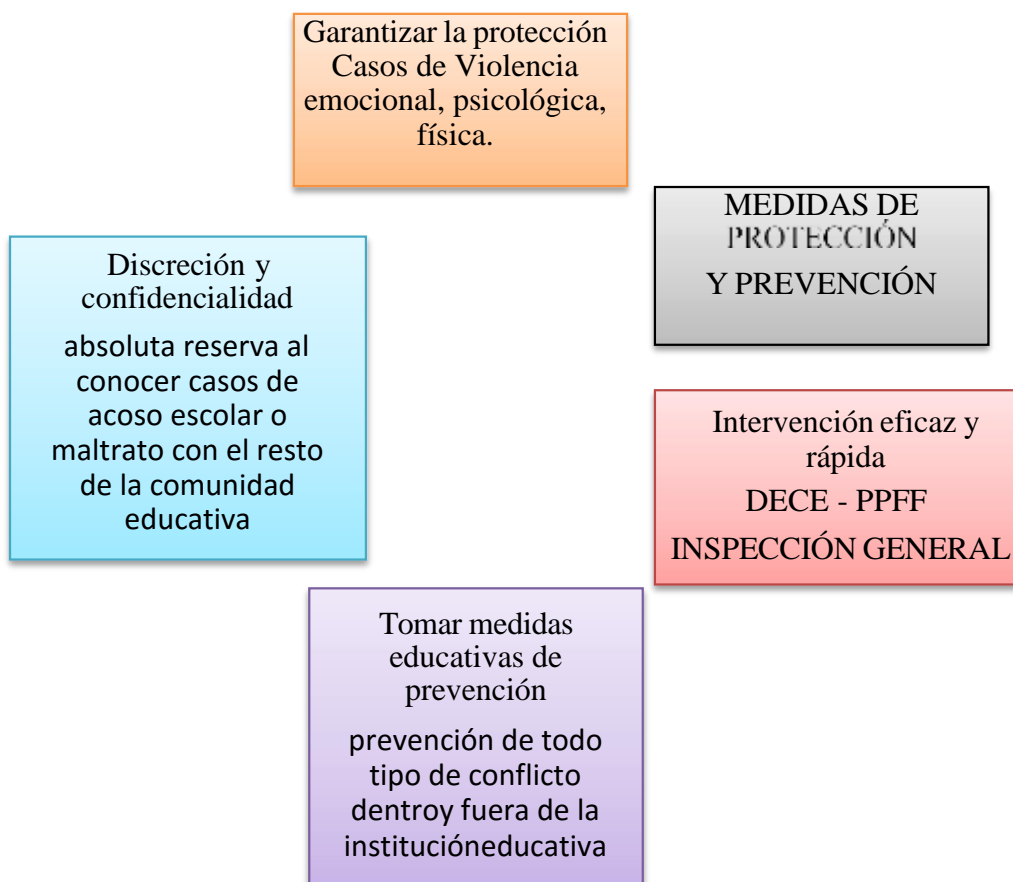 Garantizar la protección
Casos de Violencia
emocional, psicológica,
física.
MEDIDAS DE
PROTECCIÓN
Y PREVENCIÓN
Discreción y
confidencialidad
absoluta reserva al
conocer casos de
acoso escolar o
maltrato con el resto
de la comunidad
educativa
Intervención eficaz y
rápida
DECE - PPFF
INSPECCIÓN GENERAL
Tomar medidas
educativas de
prevención
prevención de todo
tipo de conflicto
dentroy fuera de la
institucióneducativa